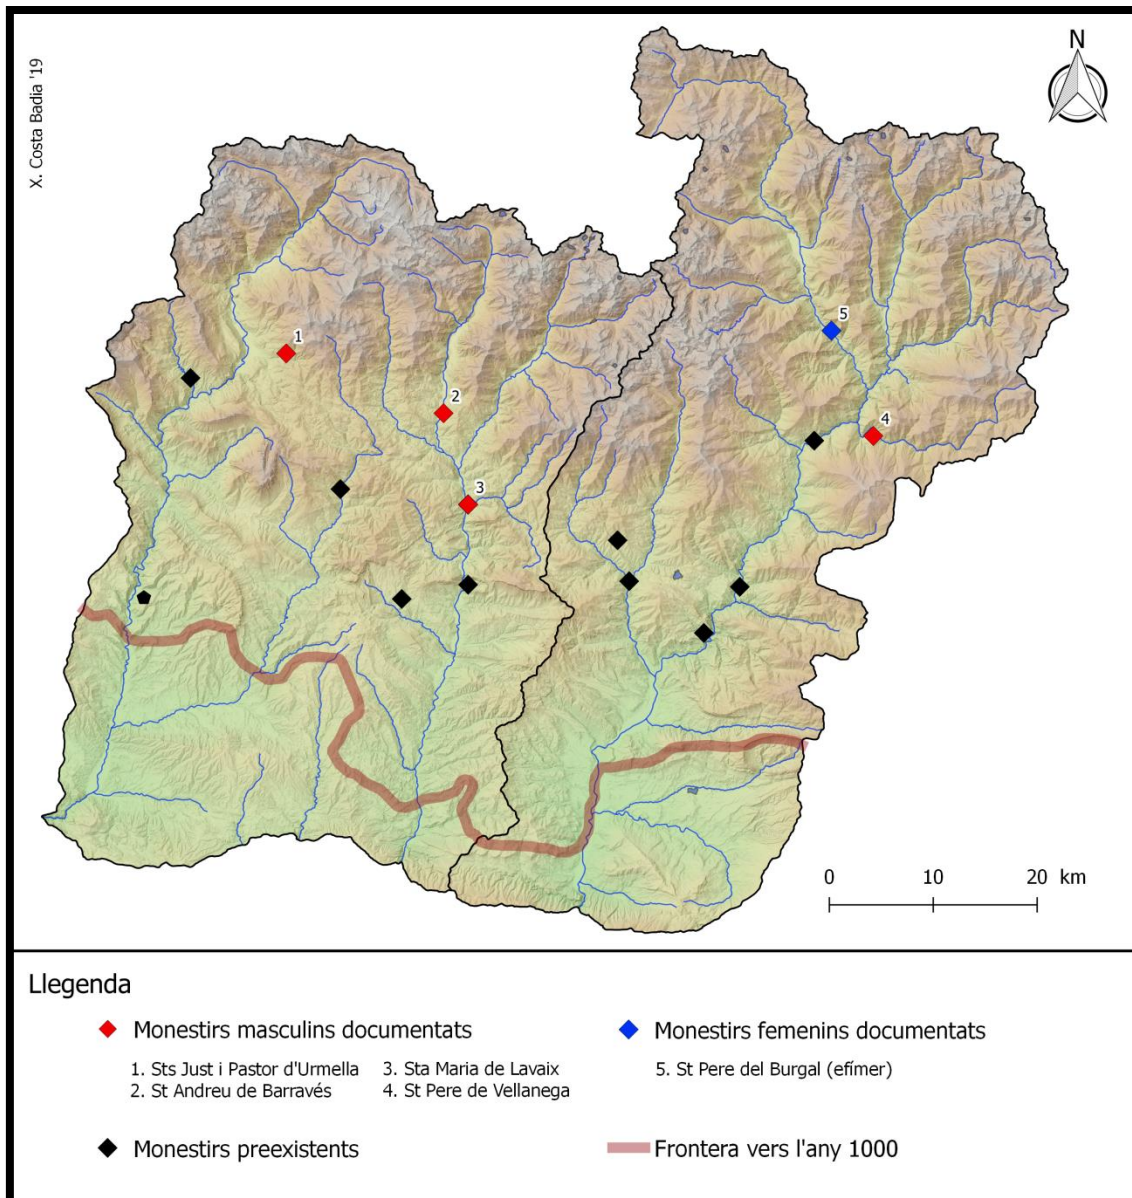 X. Costa Badia '19
N
1
2
3
4
5
0 10 20 km
Llegenda
Monestirs masculins documentats
1. Sts Just i Pastor d'Urmella
2. St Andreu de Barravés
3. Sta Maria de Lavaix
4. St Pere de Vellanega
Monestirs femenins documentats
5. St Pere del Burgal (efímer)
Monestirs preexistents
Frontera vers l'any 1000